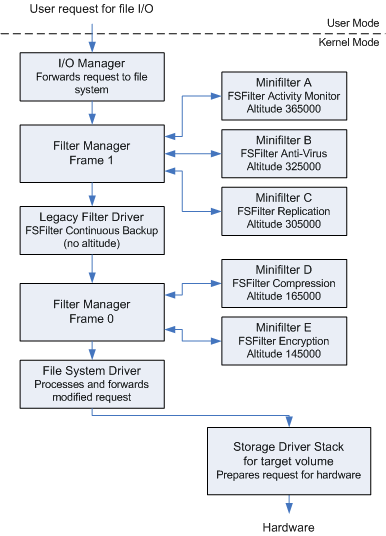 User request for file I/O
User Mode
Kernel Mode
I/O Manager
Forwards request to file
system
Minifilter A
FSFilter Activity Monitor
Altitude 365000
Filter Manager
Frame 1
Minifilter B
FSFilter Anti-Virus
Altitude 325000
Minifilter C
FSFilter Replication
Altitude 305000
Legacy Filter Driver
FSFilter Continuous Backup
(no altitude)
Minifilter D
FSFilter Compression
Altitude 165000
Filter Manager
Frame 0
Minifilter E
FSFilter Encryption
Altitude 145000
File System Driver
Processes and forwards
modified request
Storage Driver Stack
for target volume
Prepares request for hardware
Hardware